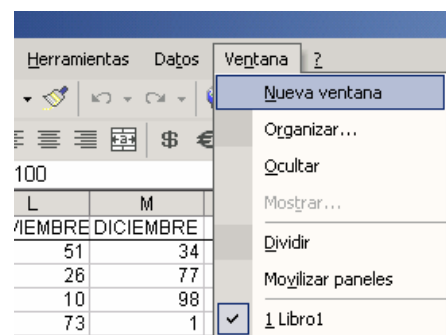 Herramientas Datos Ventana ?
Nueva ventana
Organizar...
Ocultar
Mostrar...
Dividir
Movilizar paneles
1 Libro1
$ €
100
L M
VIEMBRE DICIEMBRE
51 34
26 77
10 98
73 1